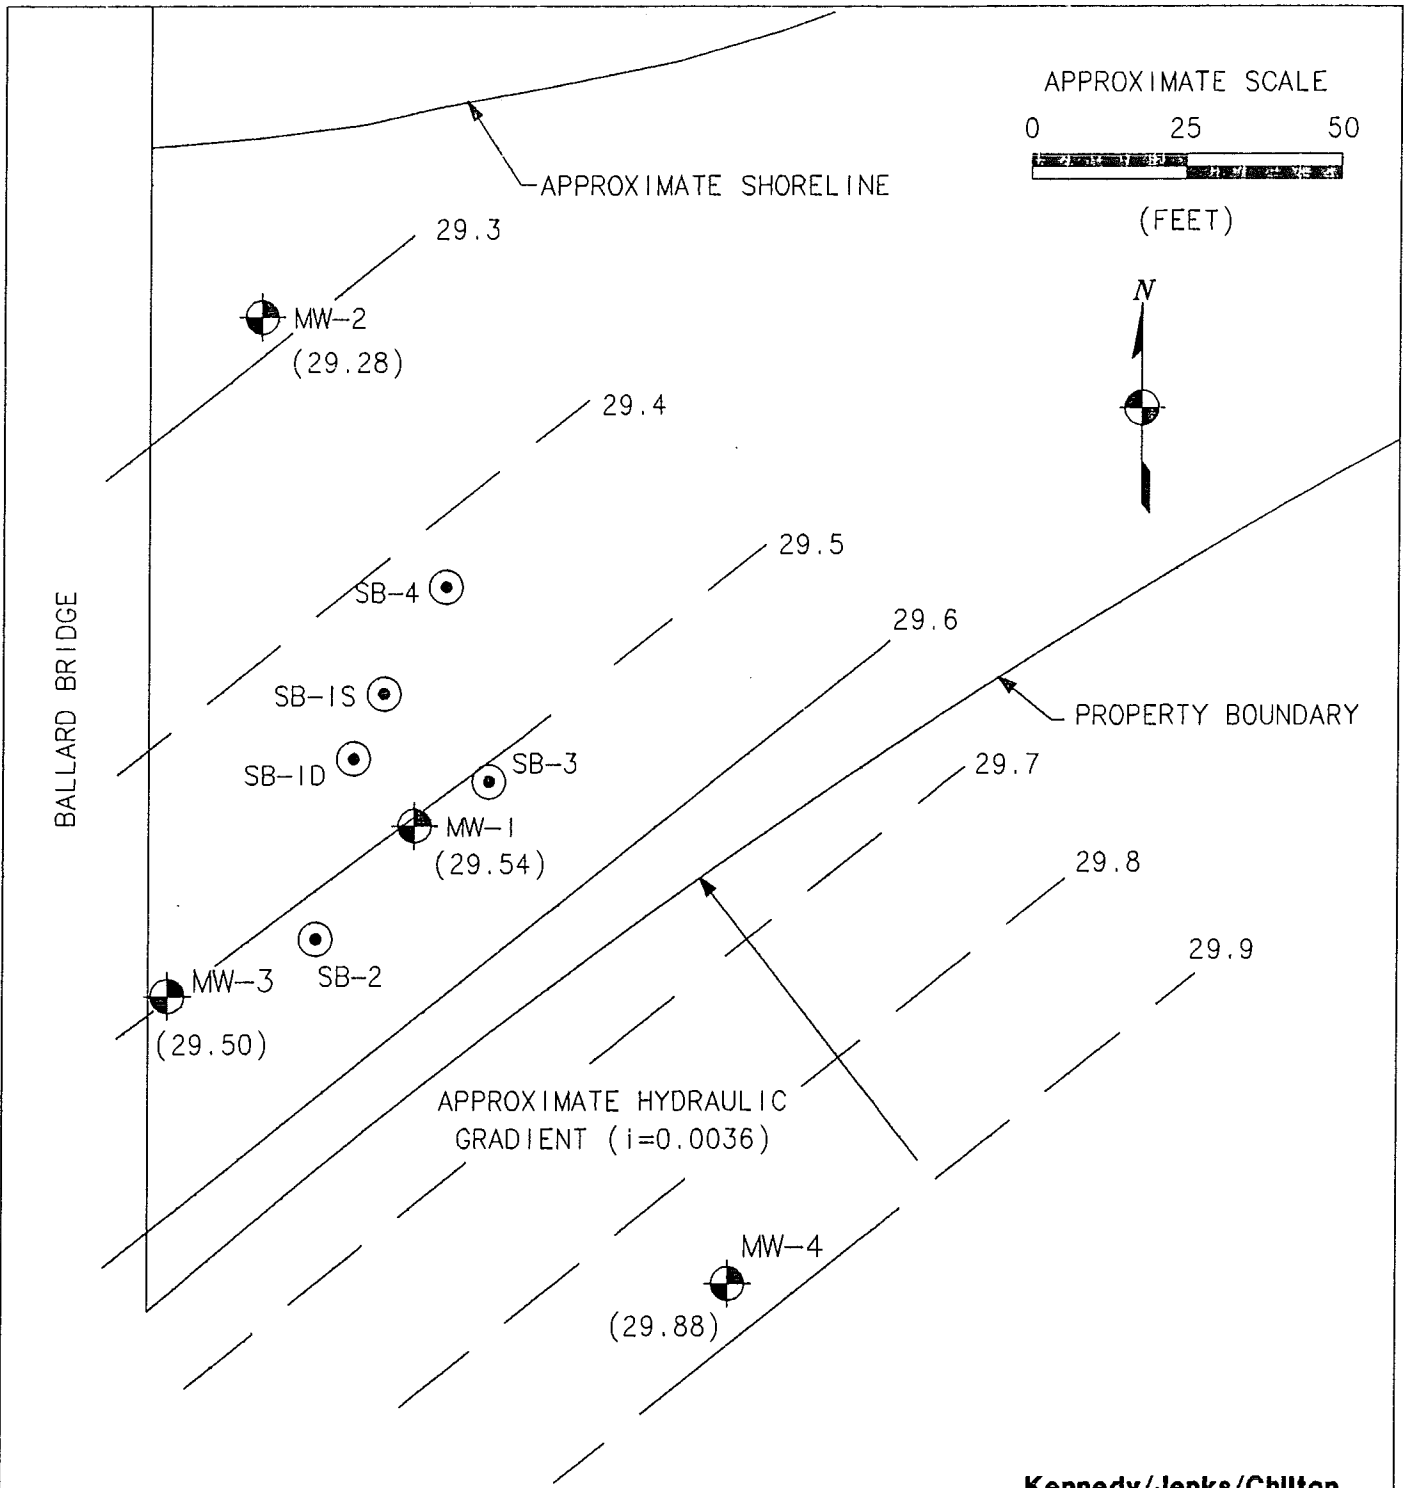 APPROXIMATE SCALE
0 25 50
(FEET)
APPROXIMATE SHORELINE
29.3
N
MW-2
(29.28)
29.4
29.5
SB-4
BALLARD BRIDGE
29.6
SB-1S
PROPERTY BOUNDARY
SB-1D
SB-3
29.7
MW-1
(29.54)
29.8
29.9
SB-2
MW-3
(29.50)
APPROXIMATE HYDRAULIC
GRADIENT (i=0.0036)
MW-4
(29.88)
Kennedy/Jenks/Chilton